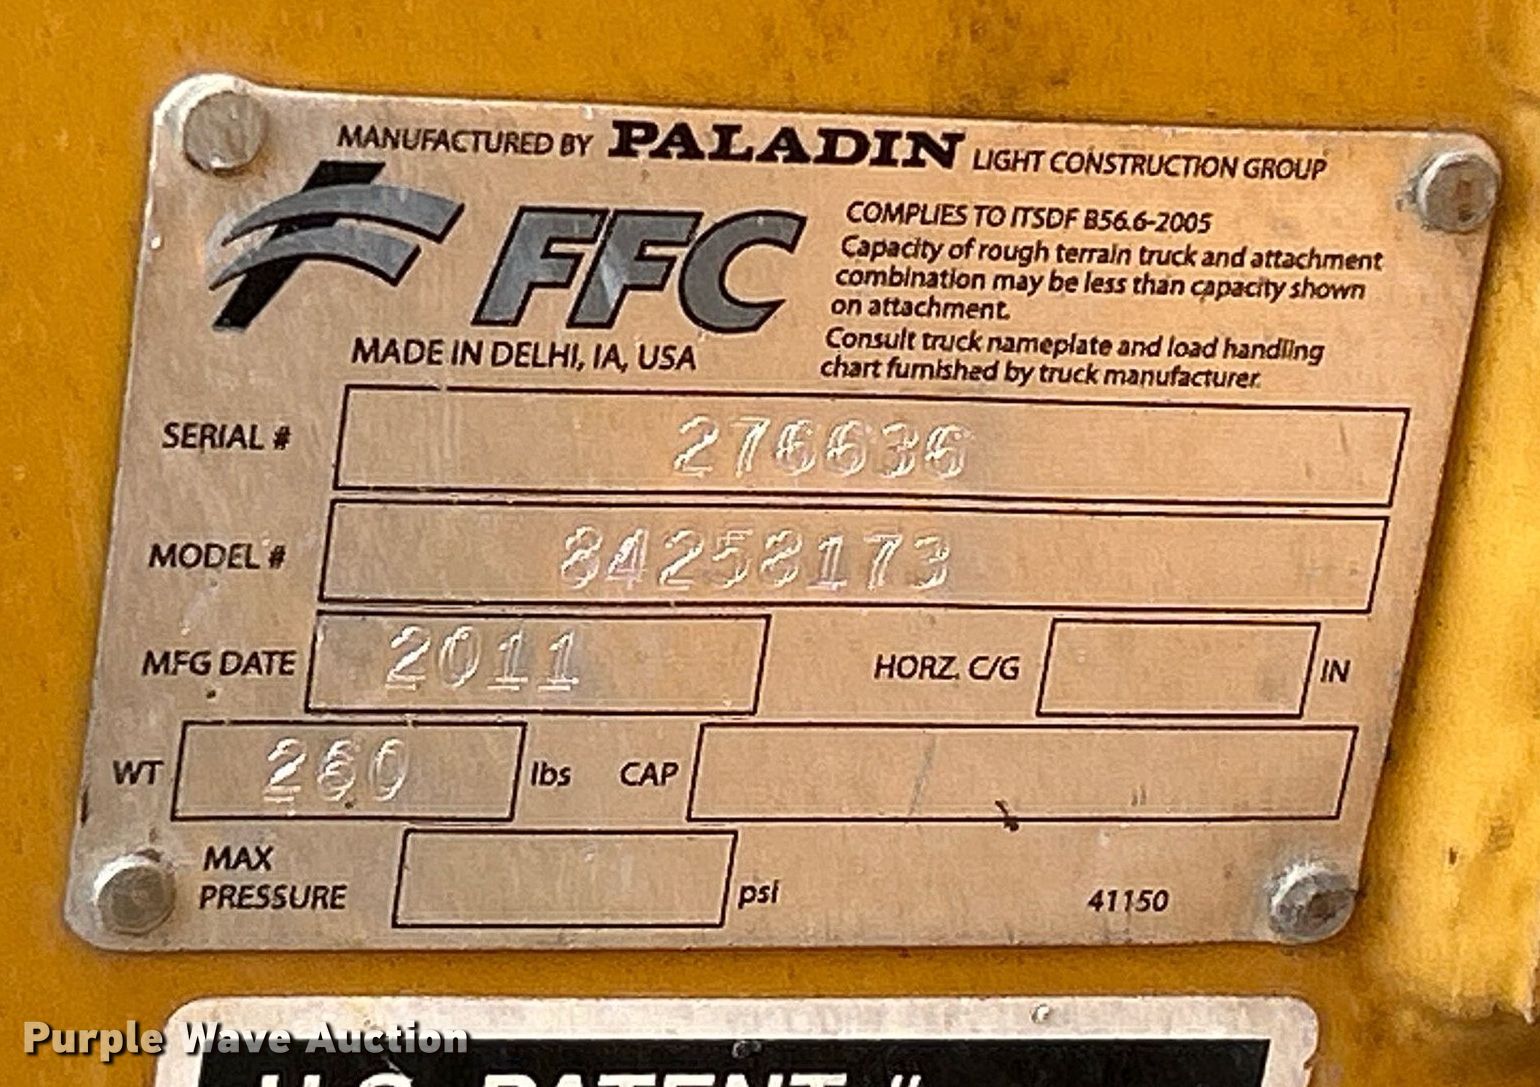 MANUFACTURED BY PALADIN LIGHT CONSTRUCTION GROUP
FFC
MADE IN DELHI, IA, USA
COMPLIES TO ITSDF B56.6-2005
Capacity of rough terrain truck and attachment
combination may be less than capacity shown
on attachment.
Consult truck nameplate and load handling
chart furnished by truck manufacturer.
SERIAL # 276636
MODEL # 84258173
MFG DATE 2011 HORZ. C/G IN
WT 260 lbs CAP
MAX
PRESSURE psi 41150
Purple Wave Auction
U.S. PATENT #